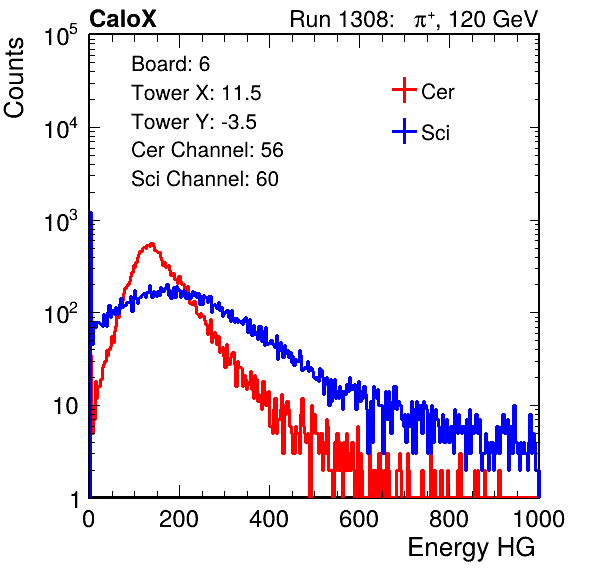 CaloX Run 1308: π⁺, 120 GeV
Board: 6
Tower X: 11.5
Tower Y: -3.5
Cer Channel: 56
Sci Channel: 60
Cer
Sci
Counts
10⁵
10⁴
10³
10²
10
1
0 200 400 600 800 1000
Energy HG